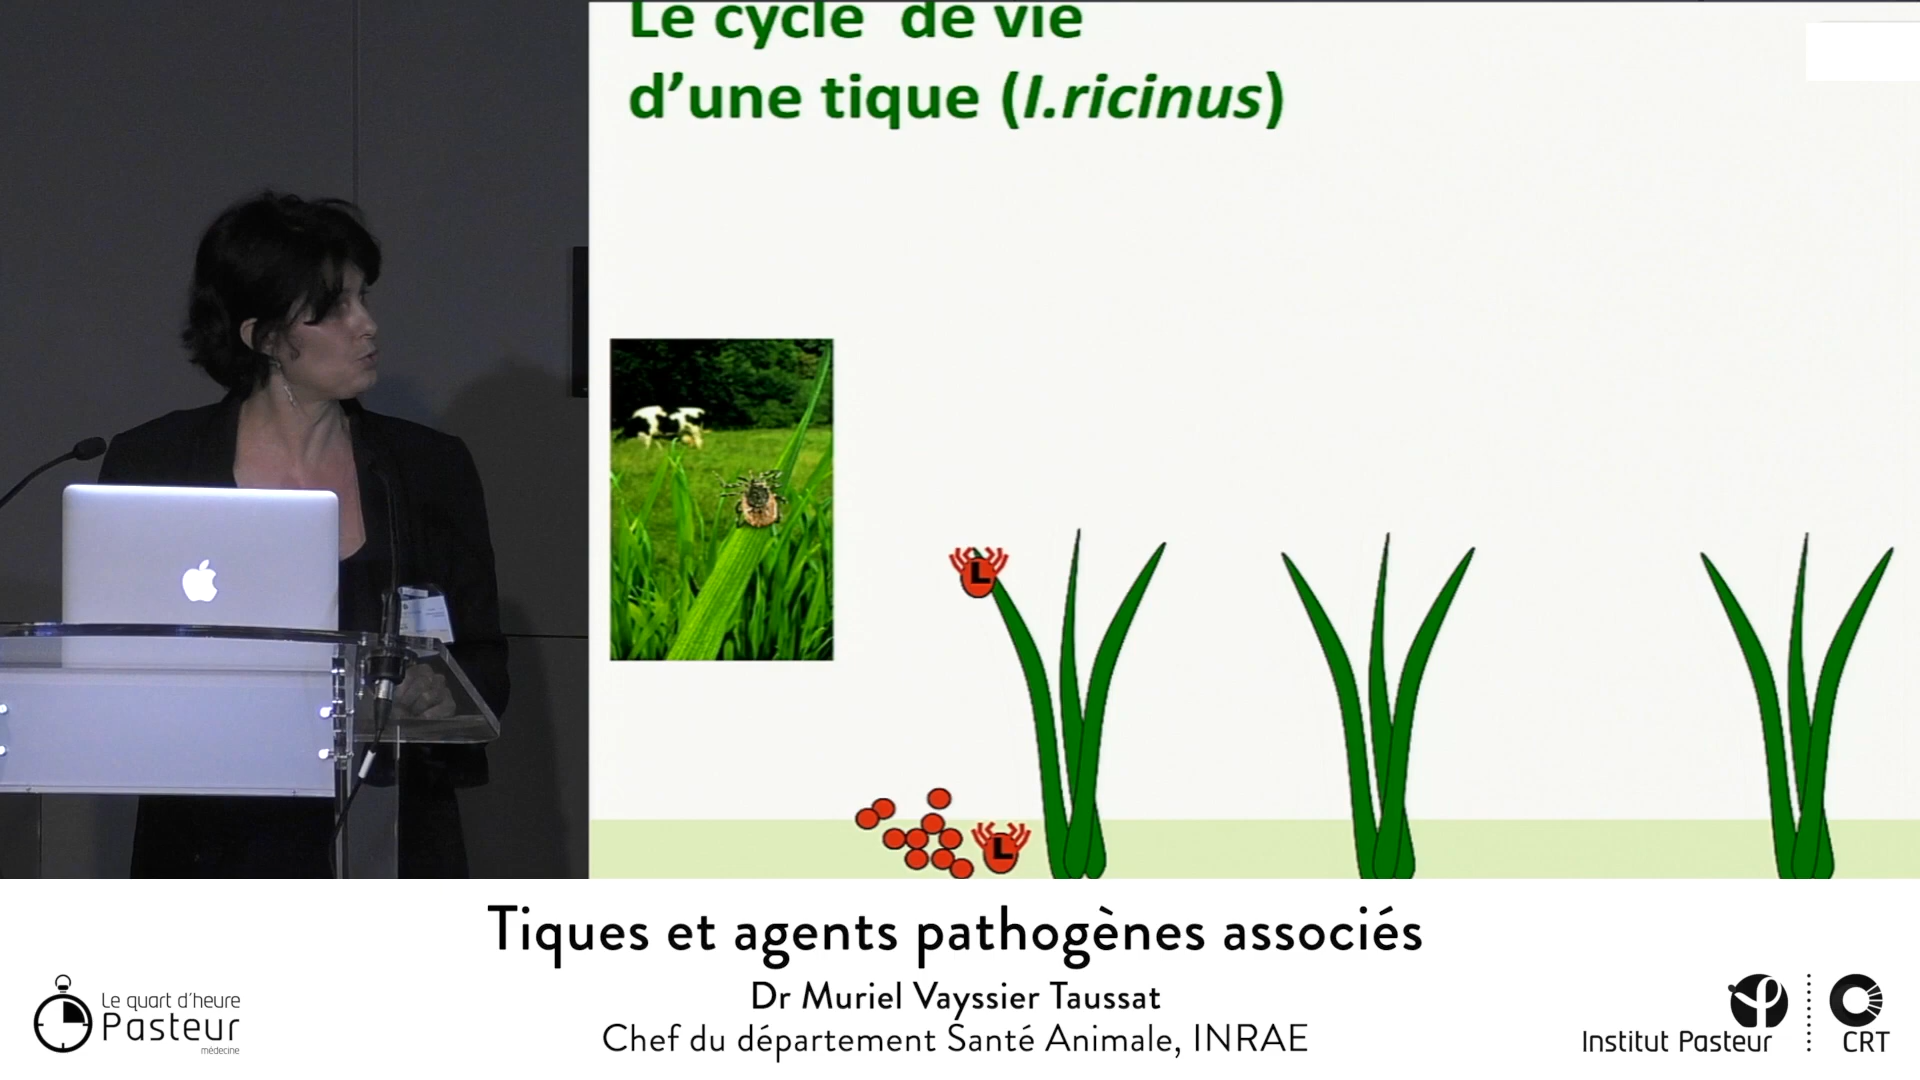 Le cycle de vie
d'une tique (I.ricinus)
L
L
Tiques et agents pathogènes associés
Dr Muriel Vayssier Taussat
Chef du département Santé Animale, INRAE
Le quart d'heure
Pasteur
médecine
Institut Pasteur
CRT